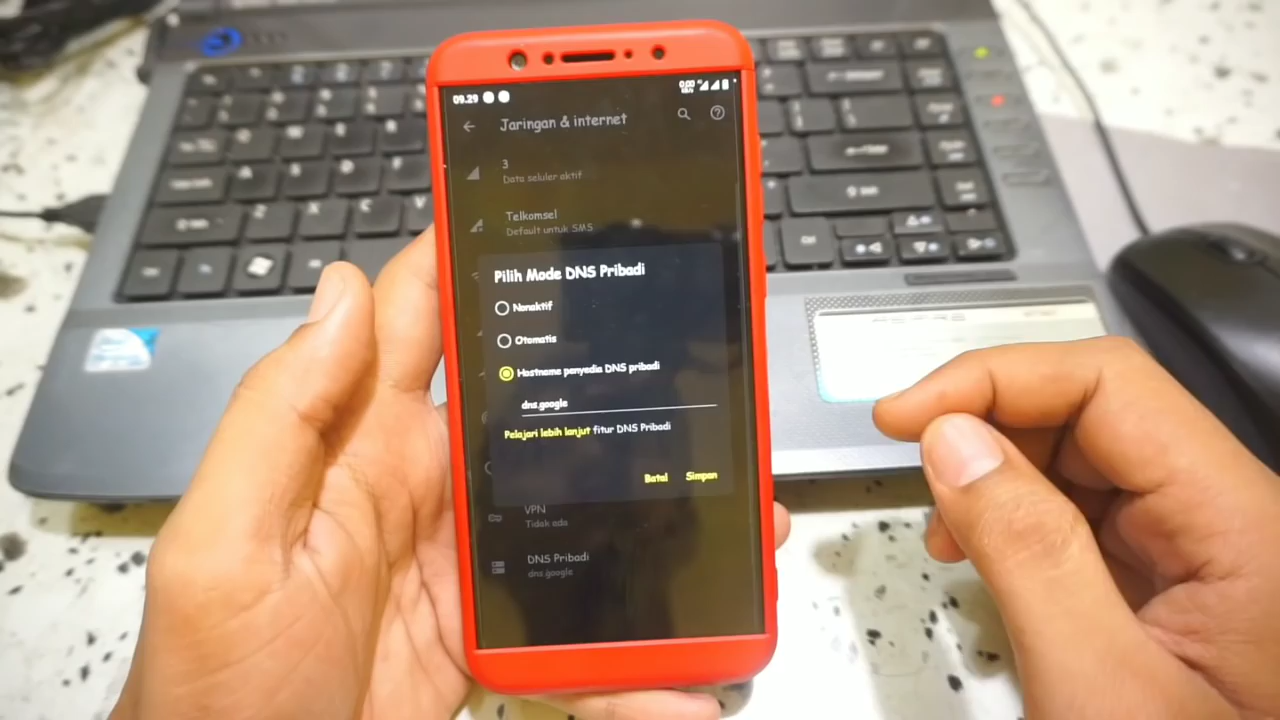 09.29
0,00
Jaringan & internet
3
Data seluler aktif
Telkomsel
Default untuk SMS
Pilih Mode DNS Pribadi
Nonaktif
Otomatis
Hostname penyedia DNS pribadi
dns.google
Pelajari lebih lanjut fitur DNS Pribadi
Batal Simpan
VPN
Tidak ada
DNS Pribadi
dns.google
Z
X
C
V